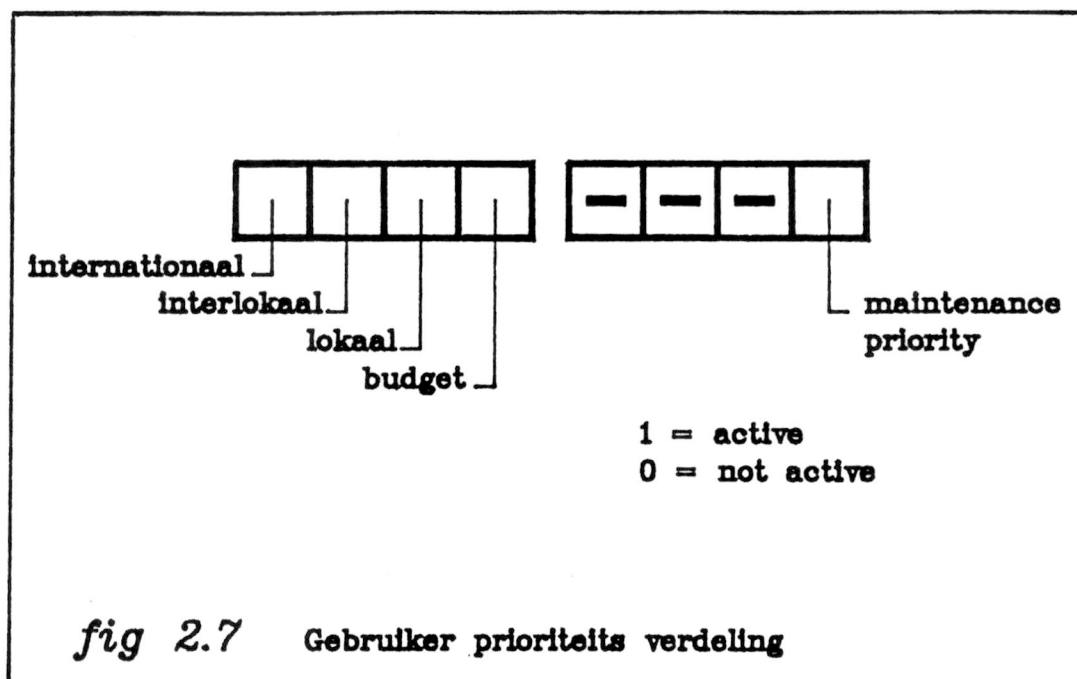 internationaal
interlokaal
lokaal
budget
maintenance
priority
1 = active
0 = not active
fig 2.7 Gebruiker prioriteits verdeling